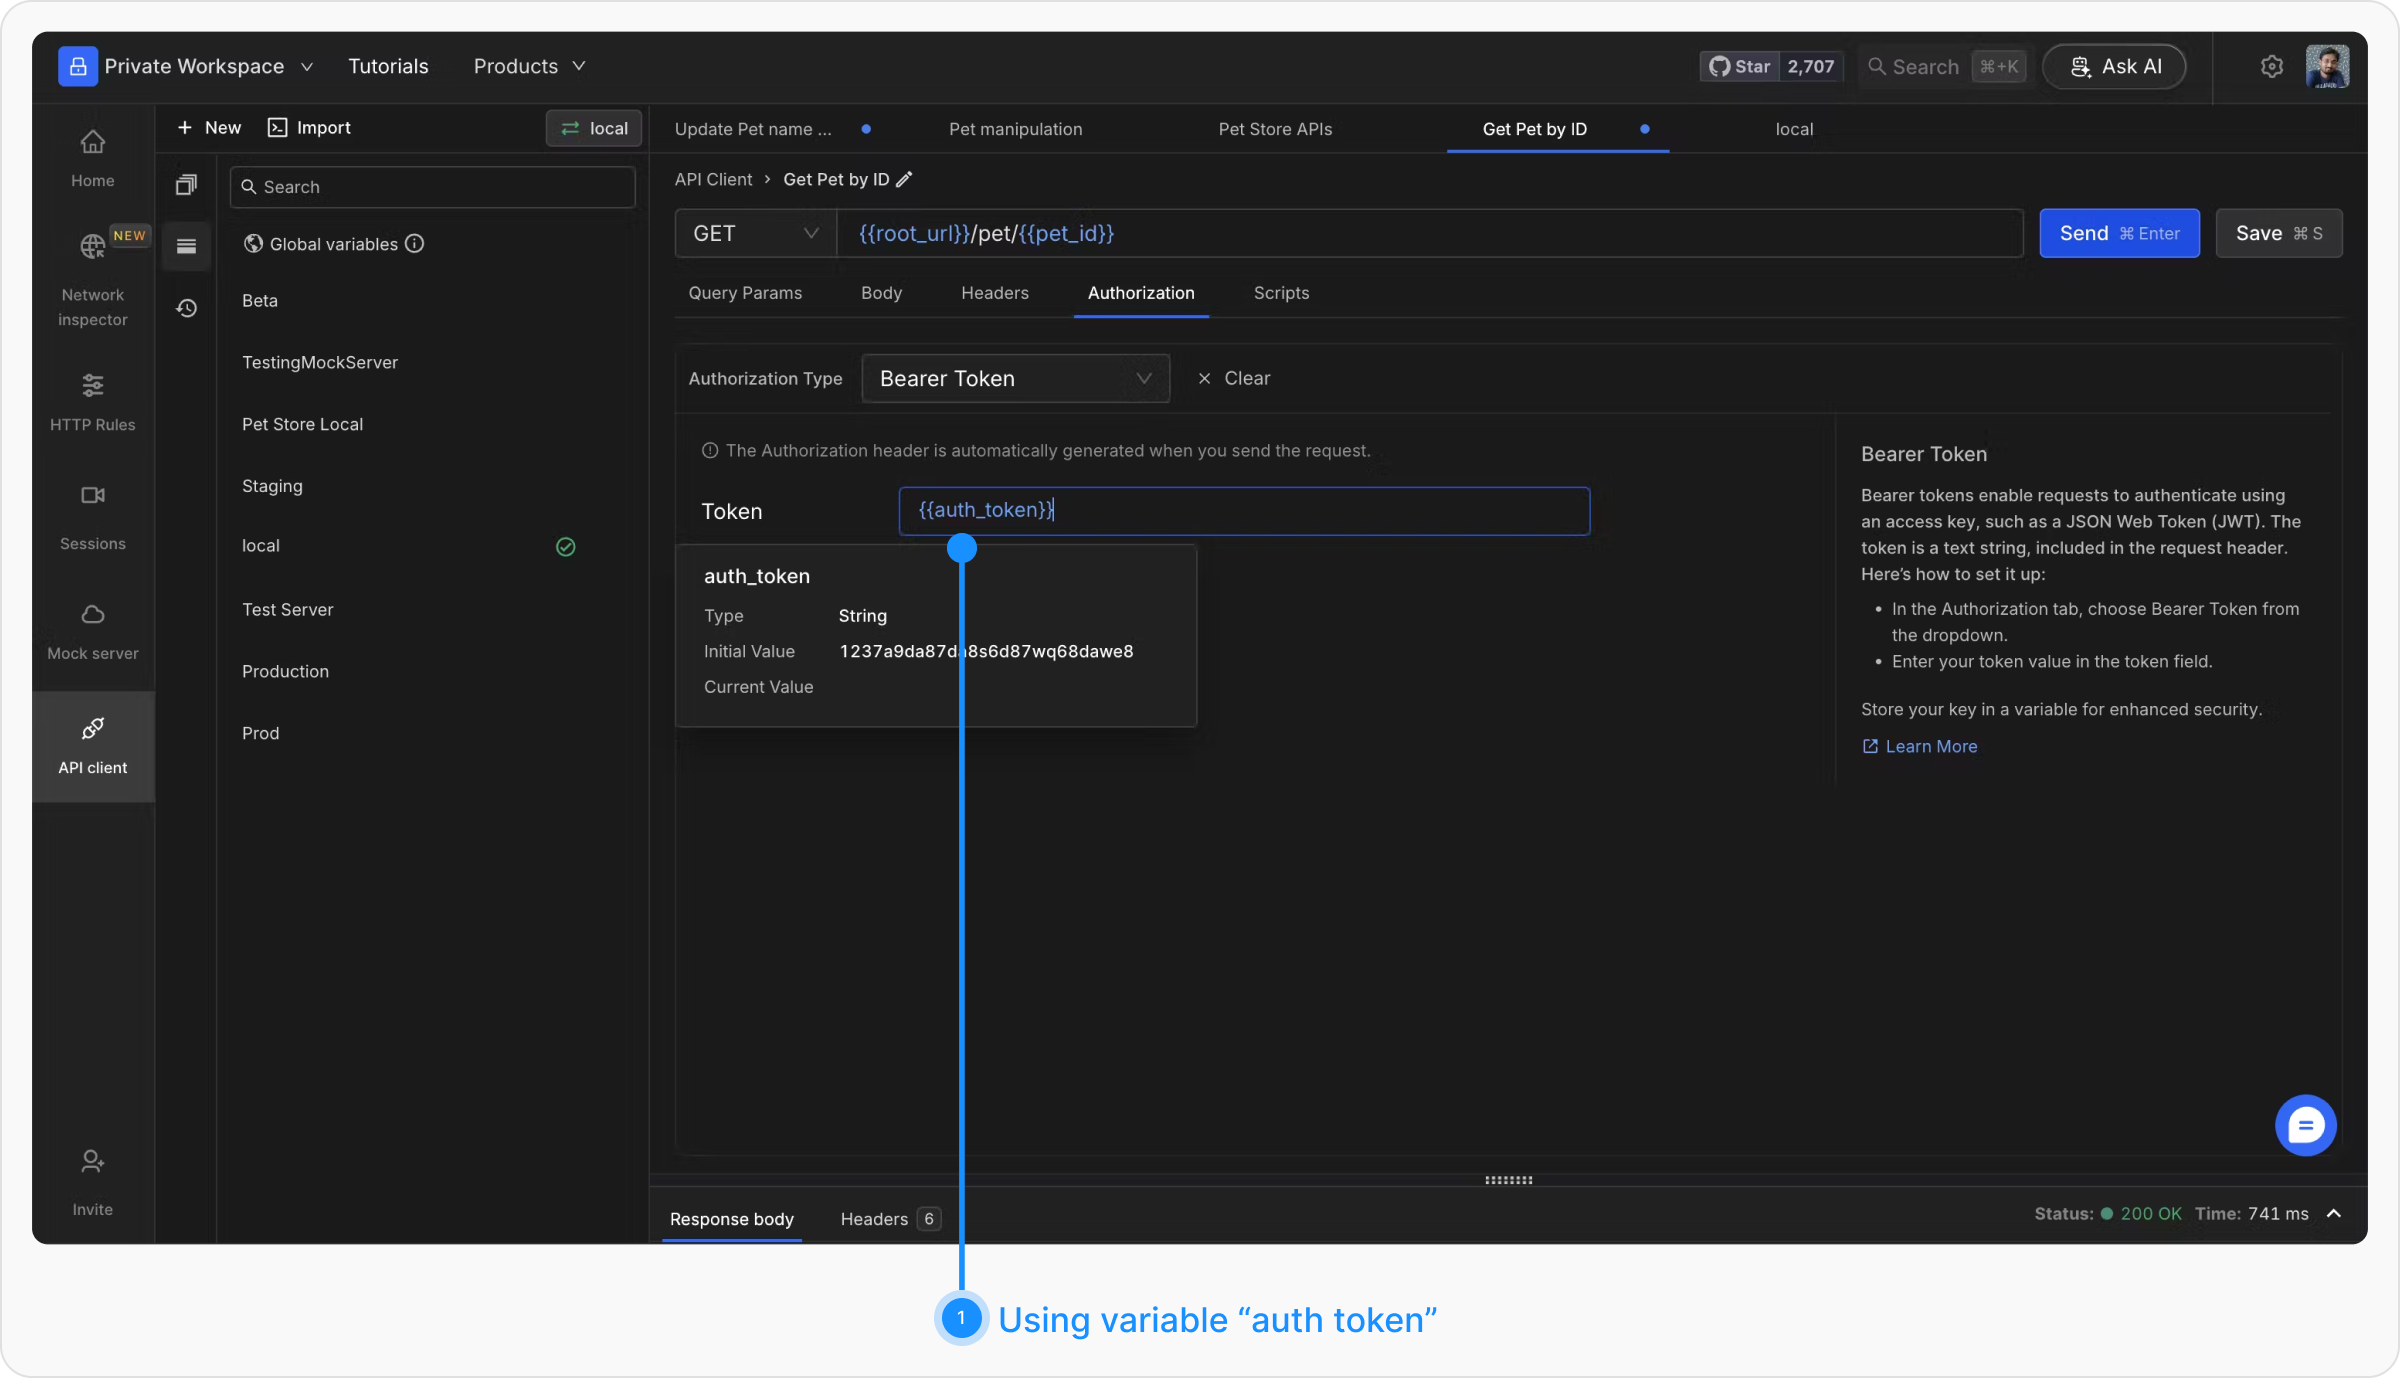 Private Workspace
Tutorials
Products
Star 2,707
Search ⌘+K
Ask AI
New
Import
local
Update Pet name ...
Pet manipulation
Pet Store APIs
Get Pet by ID
local
Home
NEW
Network
inspector
HTTP Rules
Sessions
Mock server
API client
Invite
Search
Global variables
Beta
TestingMockServer
Pet Store Local
Staging
local
Test Server
Production
Prod
API Client › Get Pet by ID
GET
{{root_url}}/pet/{{pet_id}}
Send ⌘ Enter
Save ⌘ S
Query Params
Body
Headers
Authorization
Scripts
Authorization Type
Bearer Token
Clear
The Authorization header is automatically generated when you send the request.
Token
{{auth_token}}
auth_token
Type String
Initial Value 1237a9da87da8s6d87wq68dawe8
Current Value
Bearer Token
Bearer tokens enable requests to authenticate using
an access key, such as a JSON Web Token (JWT). The
token is a text string, included in the request header.
Here’s how to set it up:
• In the Authorization tab, choose Bearer Token from
the dropdown.
• Enter your token value in the token field.
Store your key in a variable for enhanced security.
Learn More
Response body
Headers 6
Status: 200 OK Time: 741 ms
1 Using variable “auth token”